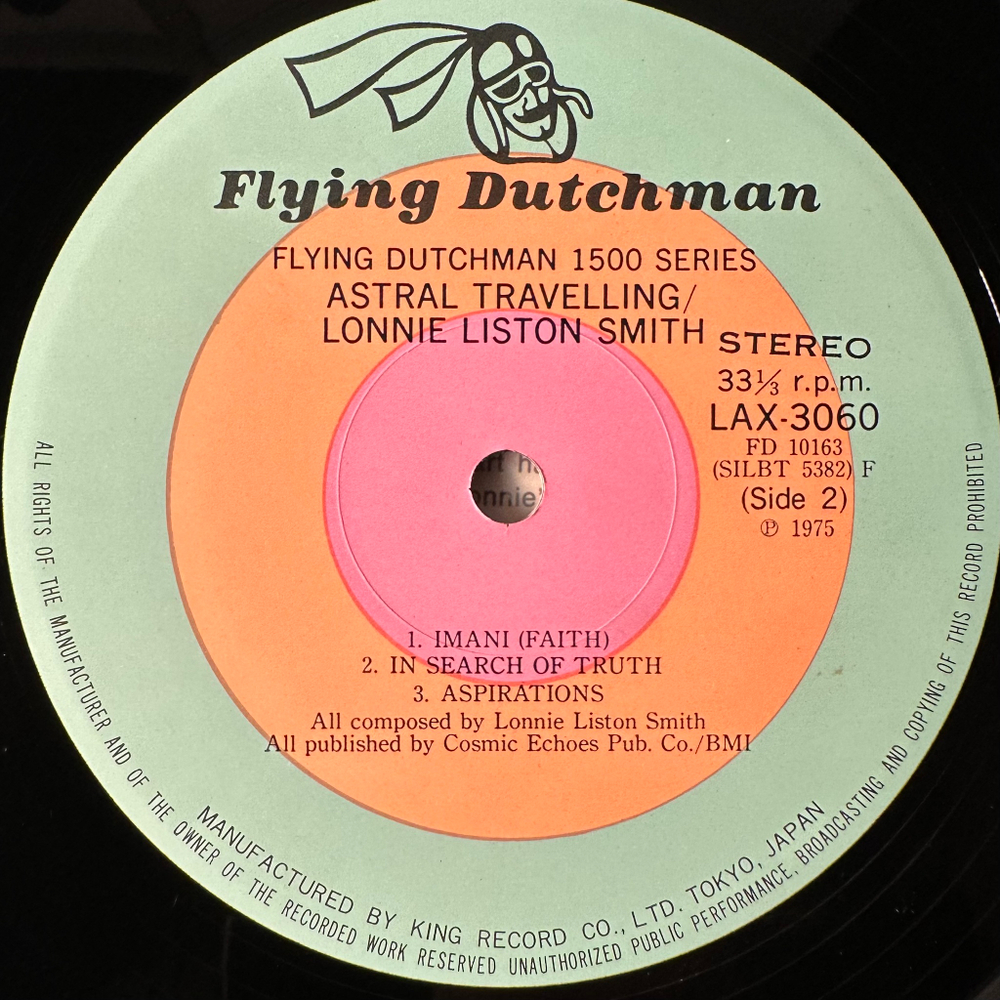 Flying Dutchman
FLYING DUTCHMAN 1500 SERIES
ASTRAL TRAVELLING/
LONNIE LISTON SMITH
STEREO
33⅓ r.p.m.
LAX-3060
FD 10163
(SILBT 5382) F
(Side 2)
℗ 1975
1. IMANI (FAITH)
2. IN SEARCH OF TRUTH
3. ASPIRATIONS
All composed by Lonnie Liston Smith
All published by Cosmic Echoes Pub. Co./BMI
MANUFACTURED BY KING RECORD CO., LTD. TOKYO, JAPAN
ALL RIGHTS OF THE MANUFACTURER AND OF THE OWNER OF THE RECORDED WORK RESERVED UNAUTHORIZED PUBLIC PERFORMANCE, BROADCASTING AND COPYING OF THIS RECORD PROHIBITED